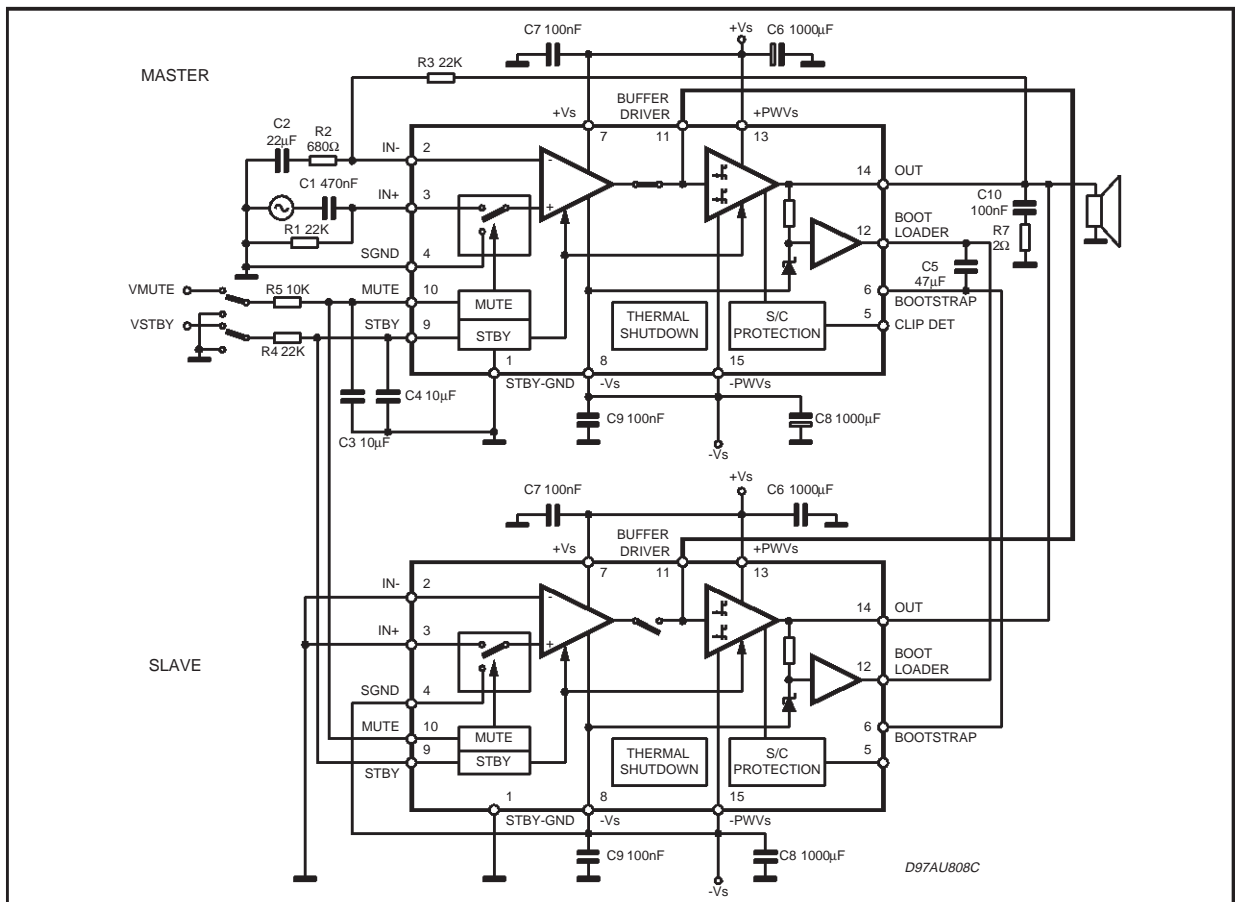 C7 100nF
+Vs
C6 1000µF
R3 22K
MASTER
BUFFER
DRIVER
+Vs
+PWVs
7
11
13
C2
22µF
R2
680Ω
IN-
2
-
14
OUT
C1 470nF
IN+
3
+
C10
100nF
R1 22K
12
BOOT
LOADER
R7
2Ω
SGND
4
C5
47µF
VMUTE
R5 10K
MUTE
10
MUTE
6
BOOTSTRAP
THERMAL
SHUTDOWN
S/C
PROTECTION
5
CLIP DET
VSTBY
STBY
9
STBY
R4 22K
1
8
15
STBY-GND
-Vs
-PWVs
C4 10µF
C9 100nF
C8 1000µF
C3 10µF
-Vs
C7 100nF
+Vs
C6 1000µF
BUFFER
DRIVER
+Vs
+PWVs
7
11
13
IN-
2
-
14
OUT
IN+
3
+
SLAVE
12
BOOT
LOADER
SGND
4
6
BOOTSTRAP
MUTE
10
MUTE
THERMAL
SHUTDOWN
S/C
PROTECTION
5
9
STBY
STBY
1
8
15
STBY-GND
-Vs
-PWVs
C9 100nF
C8 1000µF
-Vs
D97AU808C